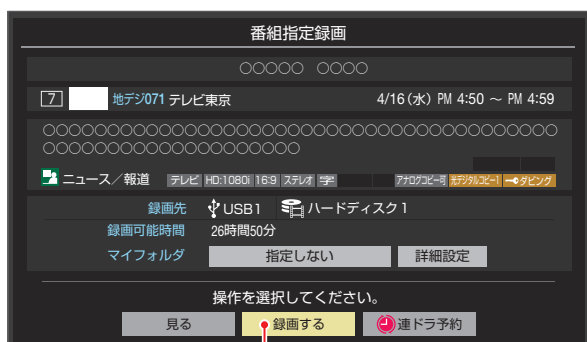 番組指定録画
○○○○○ ○○○○
7 地デジ071 テレビ東京 4/16(水) PM 4:50 ～ PM 4:59
○○○○○○○○○○○○○○○○○○○○○○○○○○○○○○○○
○○○○○○○○○○○○○○○○○○○○
ニュース／報道 テレビ HD:1080i 16:9 ステレオ 字 アナログコピー可 光デジタルコピー1 ダビング
録画先 USB1 ハードディスク1
録画可能時間 26時間50分
マイフォルダ 指定しない 詳細設定
操作を選択してください。
見る 録画する 連ドラ予約